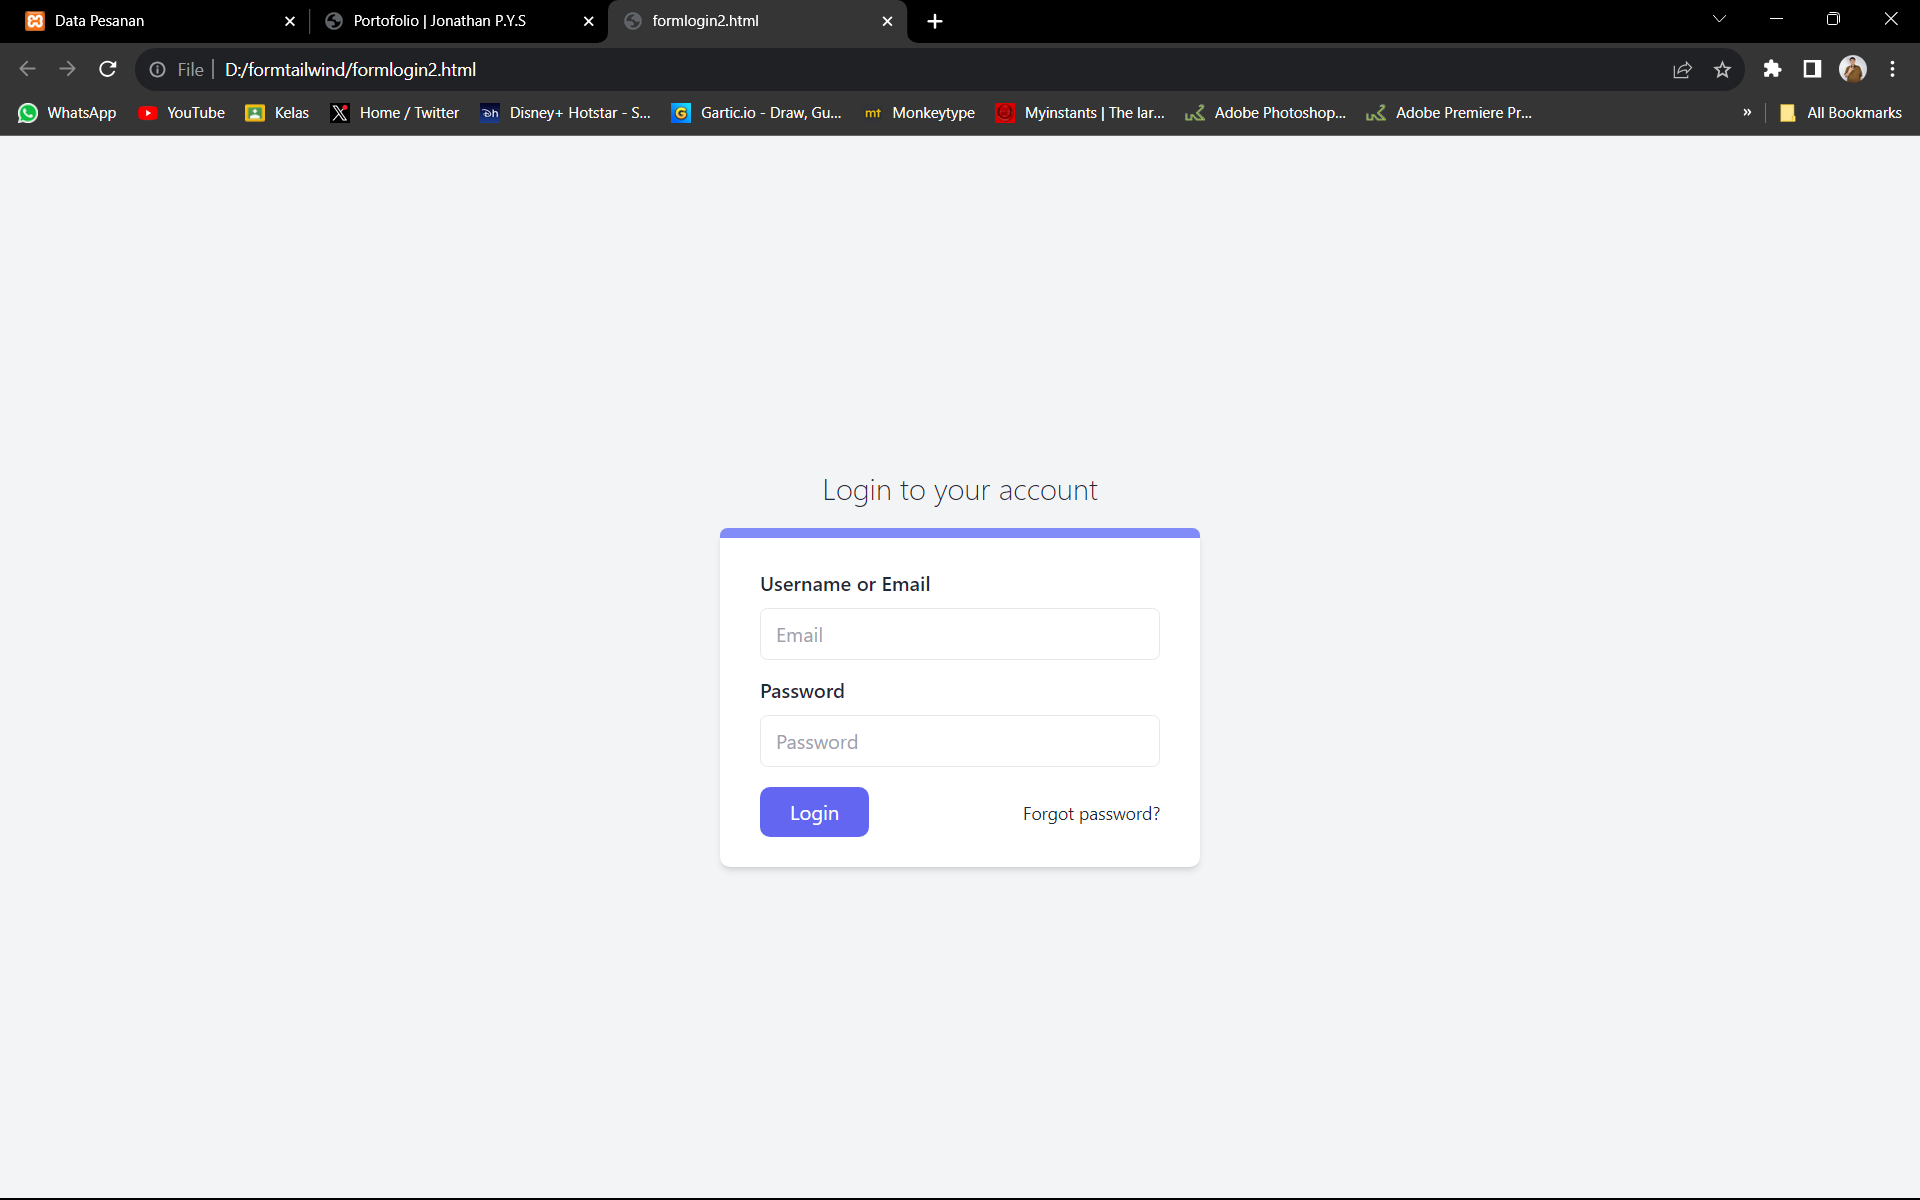 Data Pesanan
Portofolio | Jonathan P.Y.S
formlogin2.html
File | D:/formtailwind/formlogin2.html
WhatsApp YouTube Kelas Home / Twitter Disney+ Hotstar - S... Gartic.io - Draw, Gu... mt Monkeytype Myinstants | The lar... Adobe Photoshop... Adobe Premiere Pr... » All Bookmarks
Login to your account
Username or Email
Email
Password
Password
Login Forgot password?